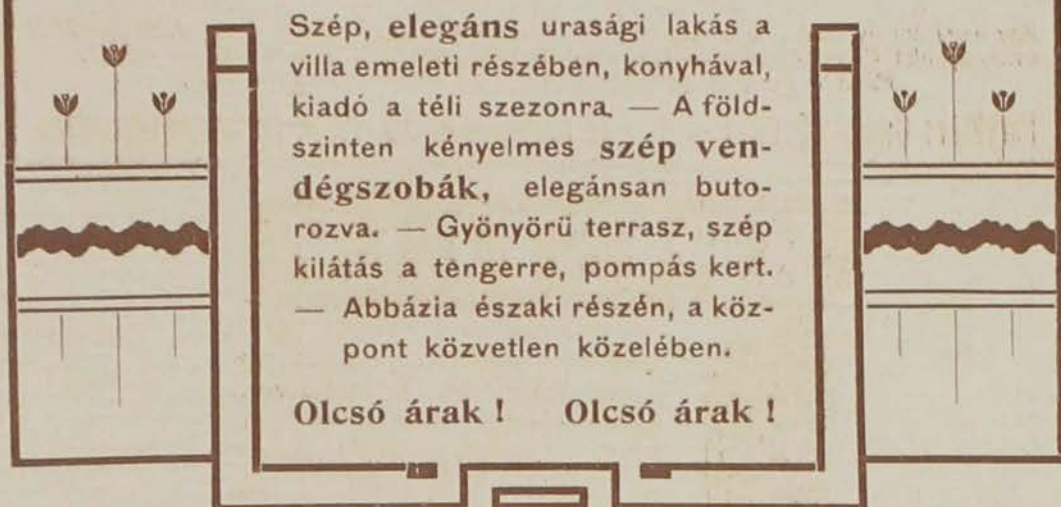 Szép, elegáns urasági lakás a
villa emeleti részében, konyhával,
kiadó a téli szezonra. — A föld-
szinten kényelmes szép ven-
dégszobák, elegánsan buto-
rozva. — Gyönyörü terrasz, szép
kilátás a tengerre, pompás kert.
— Abbázia északi részén, a köz-
pont közvetlen közelében.
Olcsó árak ! Olcsó árak !